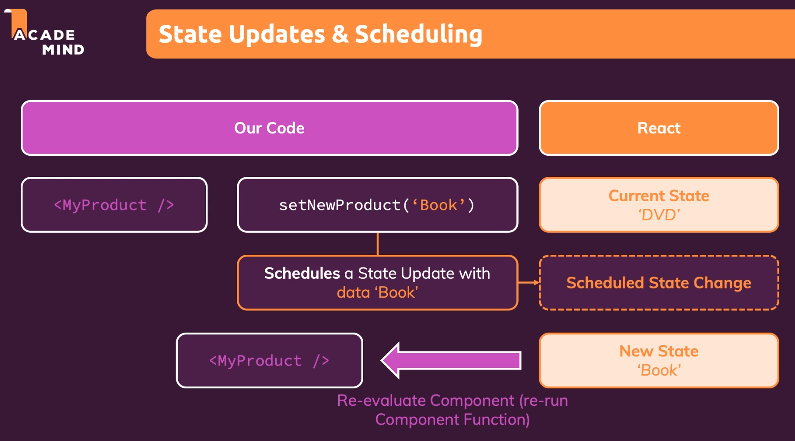 ACADE
MIND
State Updates & Scheduling
Our Code
React
<MyProduct />
setNewProduct(‘Book’)
Current State
‘DVD’
Schedules a State Update with
data ‘Book’
Scheduled State Change
<MyProduct />
New State
‘Book’
Re-evaluate Component (re-run
Component Function)